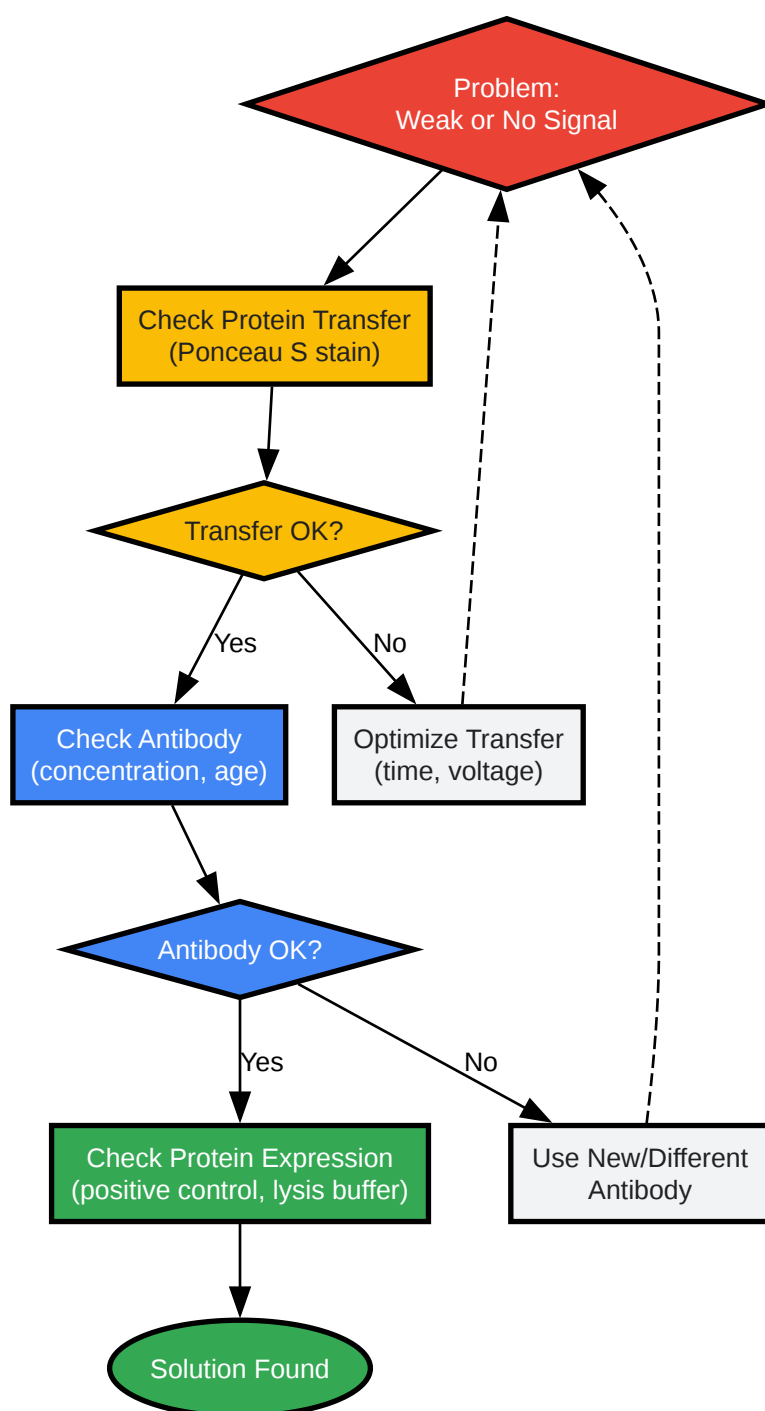 Problem:
Weak or No Signal
Check Protein Transfer
(Ponceau S stain)
Transfer OK?
Yes
No
Check Antibody
(concentration, age)
Optimize Transfer
(time, voltage)
Antibody OK?
Yes
No
Check Protein Expression
(positive control, lysis buffer)
Use New/Different
Antibody
Solution Found